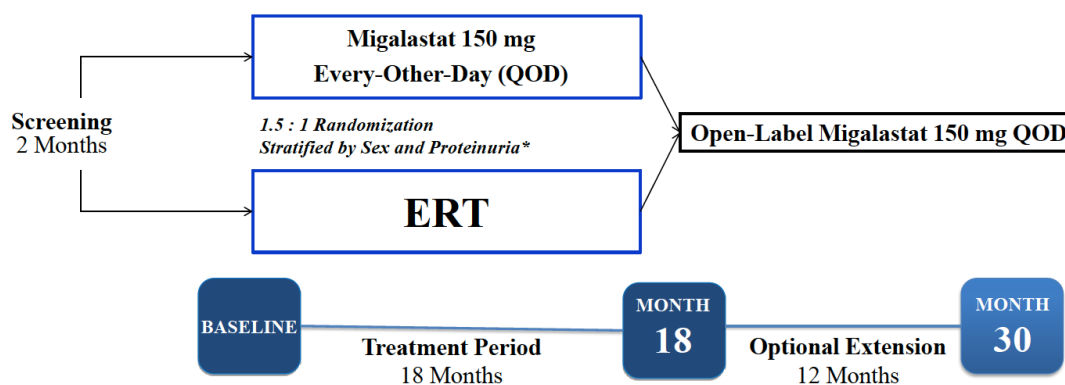 Migalastat 150 mg
Every-Other-Day (QOD)
Screening
2 Months
1.5 : 1 Randomization
Stratified by Sex and Proteinuria*
Open-Label Migalastat 150 mg QOD
ERT
BASELINE
Treatment Period
18 Months
MONTH
18
Optional Extension
12 Months
MONTH
30